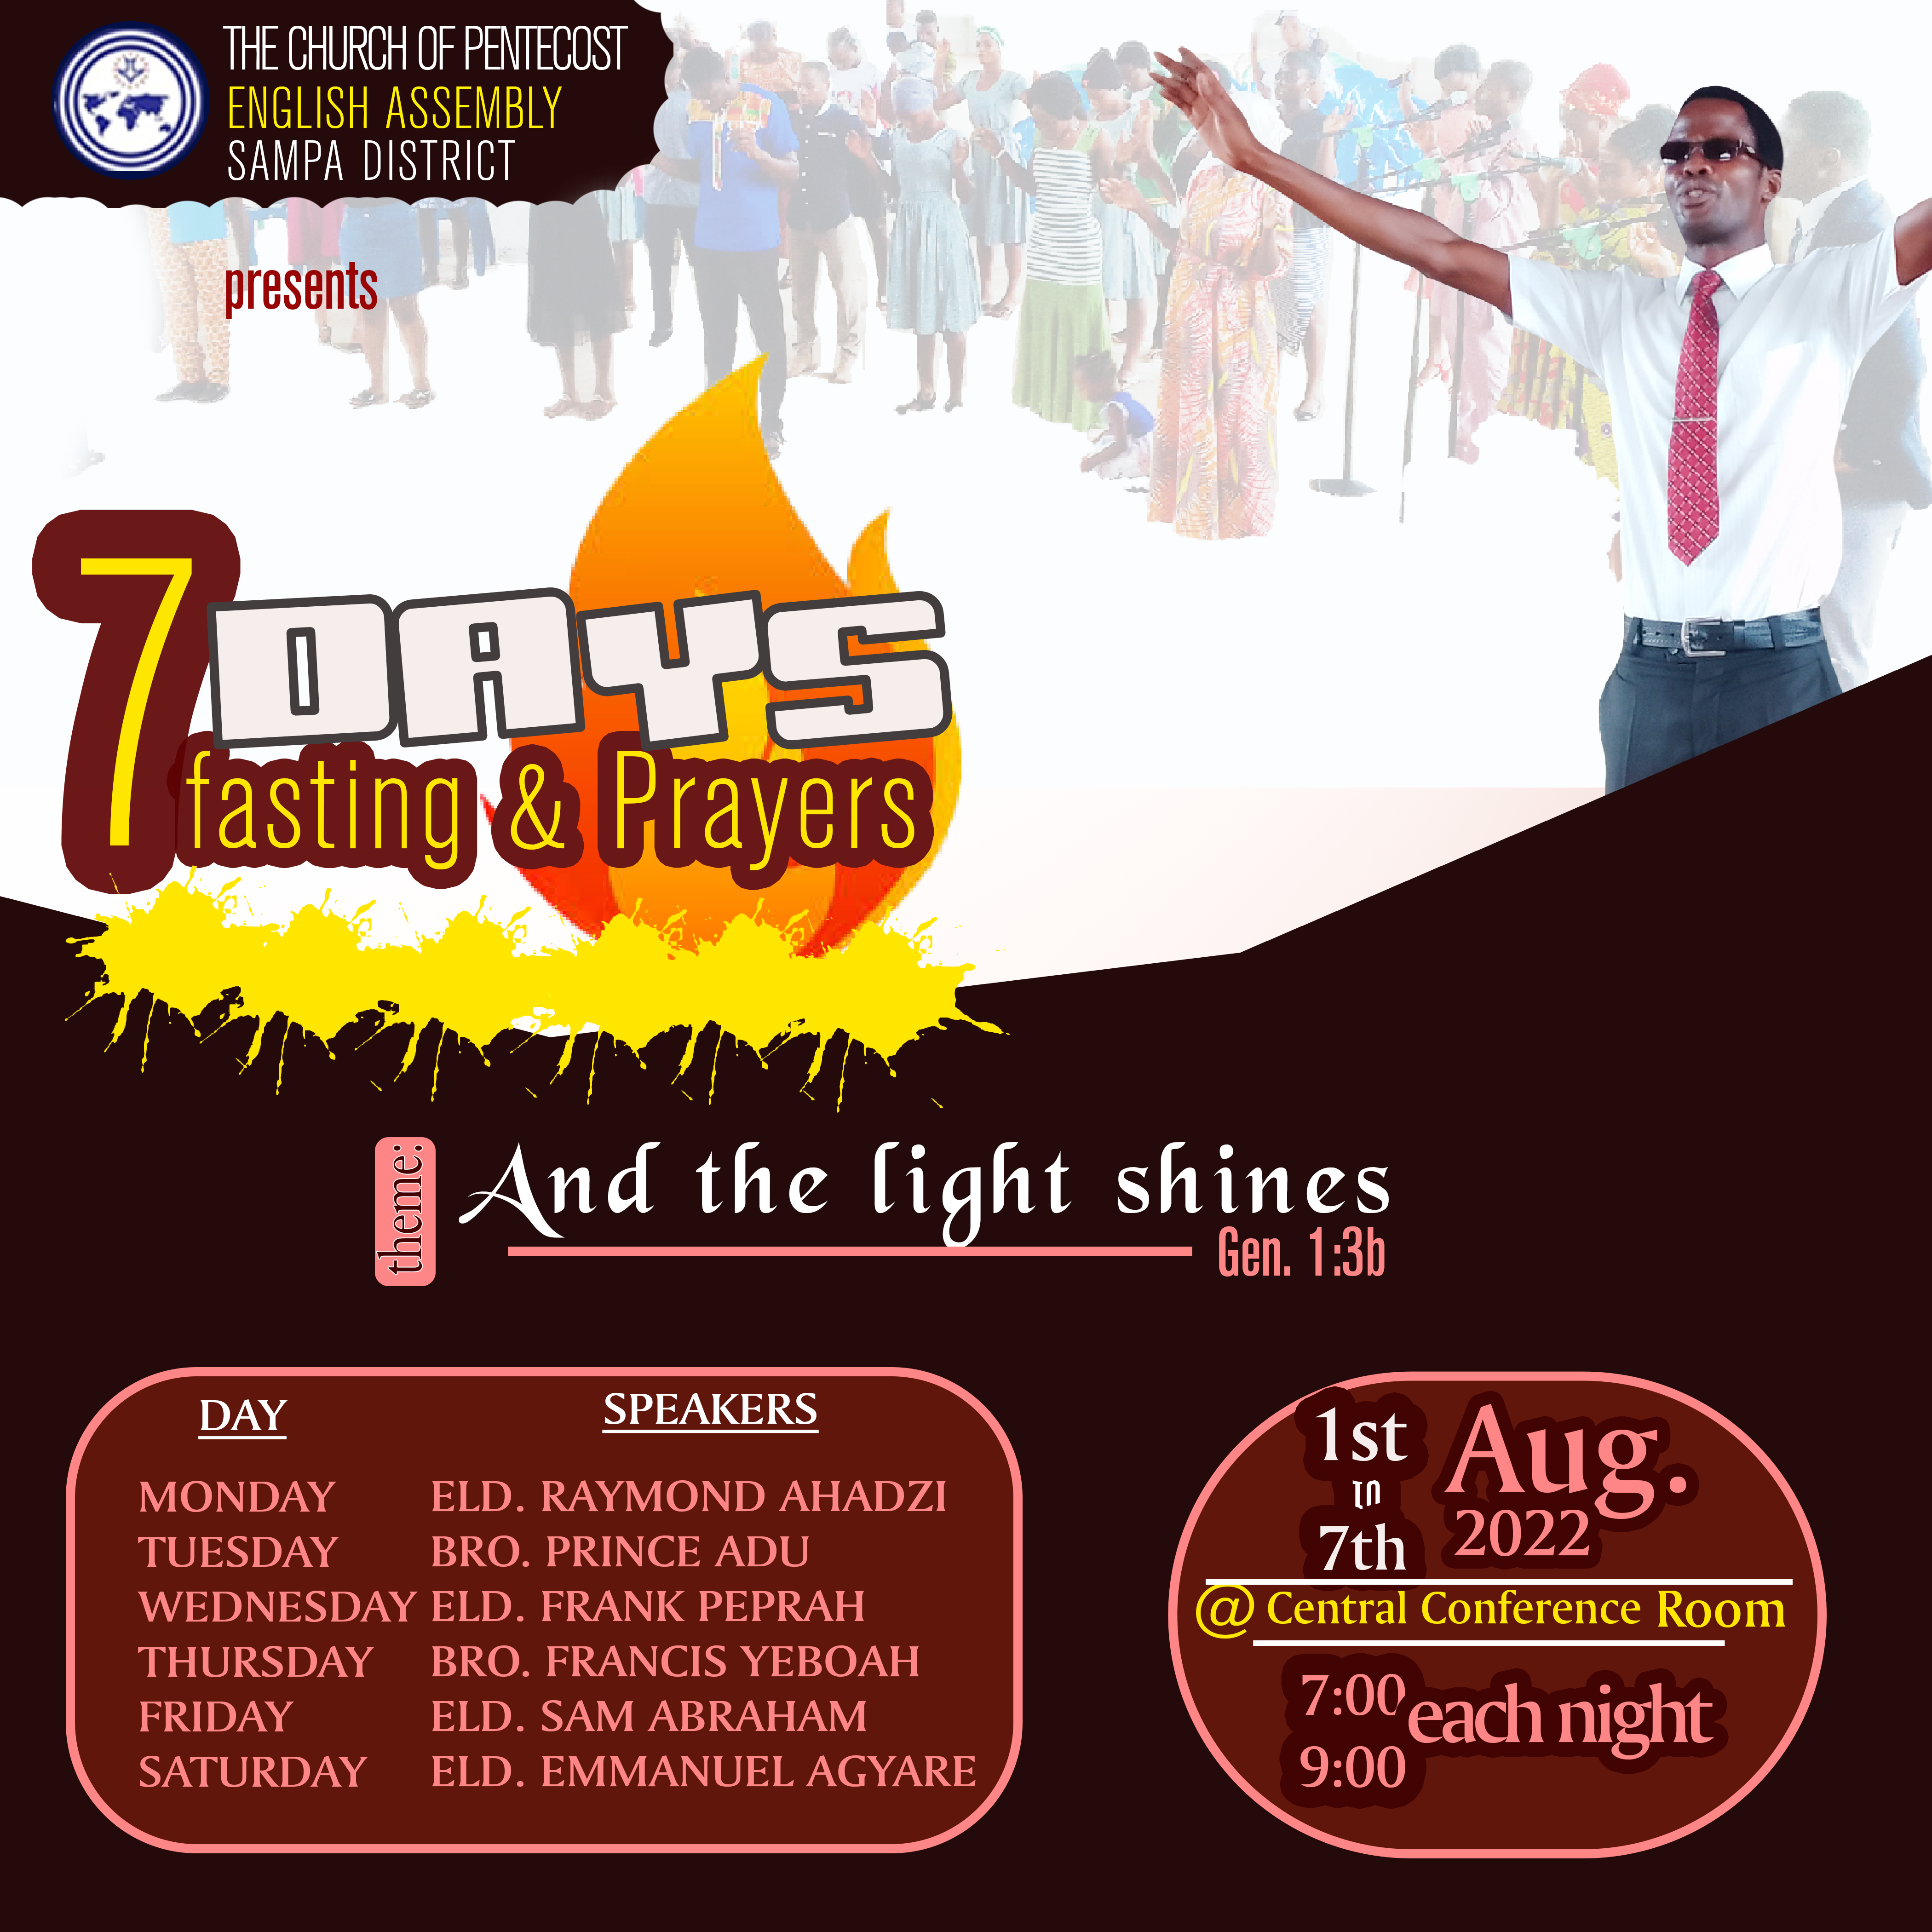 THE CHURCH OF PENTECOST
ENGLISH ASSEMBLY
SAMPA DISTRICT
presents
7 DAYS
fasting & Prayers
theme: And the light shines
Gen. 1:3b
DAY SPEAKERS
MONDAY ELD. RAYMOND AHADZI
TUESDAY BRO. PRINCE ADU
WEDNESDAY ELD. FRANK PEPRAH
THURSDAY BRO. FRANCIS YEBOAH
FRIDAY ELD. SAM ABRAHAM
SATURDAY ELD. EMMANUEL AGYARE
1st
7th
Aug.
2022
@ Central Conference Room
7:00
9:00
each night